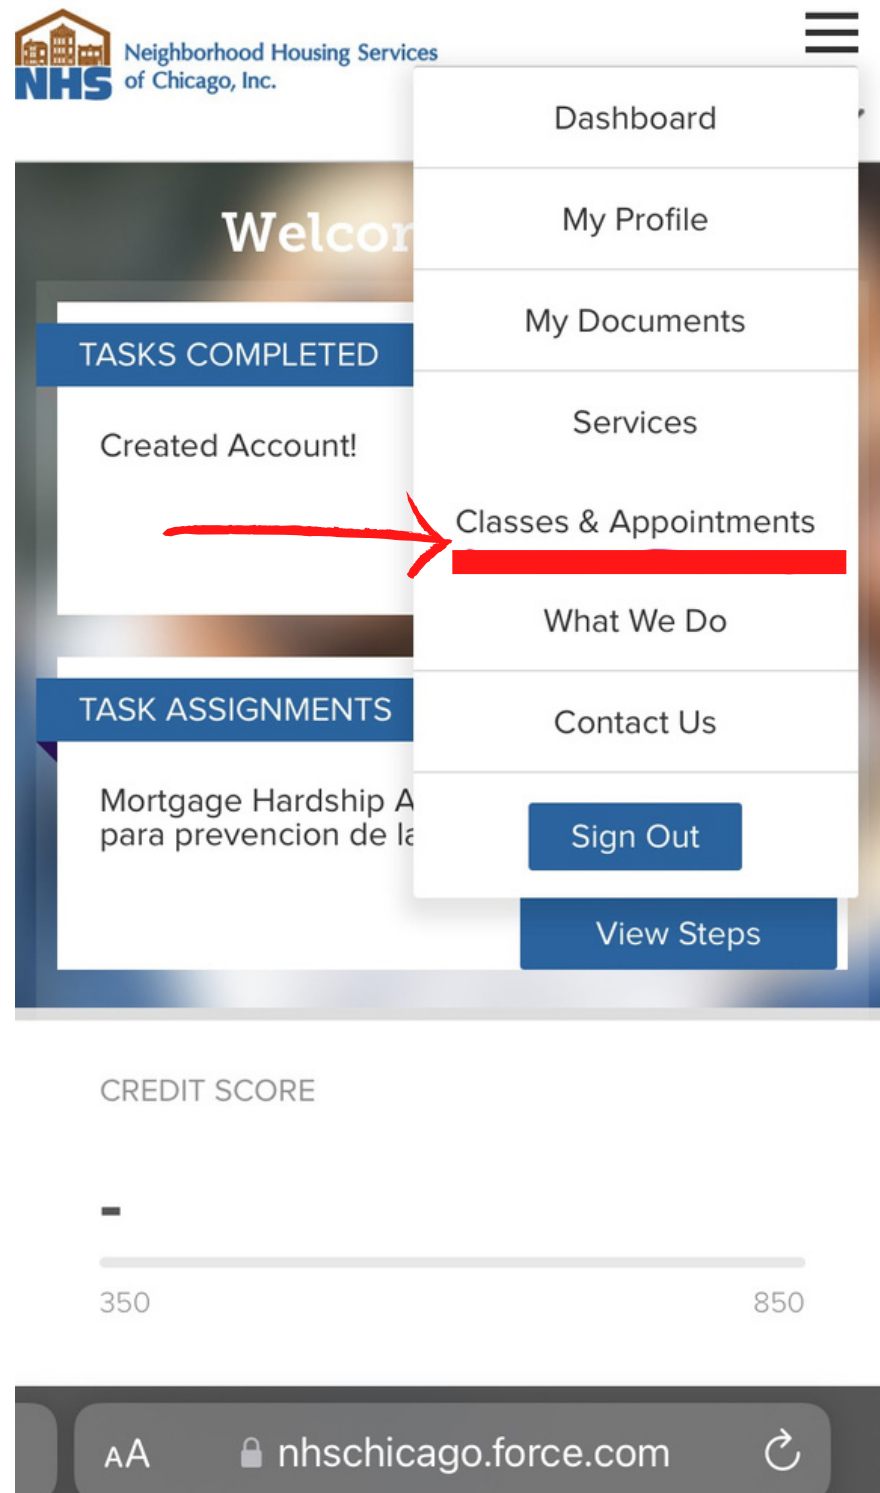 NHS
Neighborhood Housing Services
of Chicago, Inc.
Dashboard
My Profile
My Documents
Services
Classes & Appointments
What We Do
Contact Us
Sign Out
TASKS COMPLETED
Created Account!
TASK ASSIGNMENTS
Mortgage Hardship
para prevencion de
View Steps
CREDIT SCORE
-
350 850
AA nhschicago.force.com